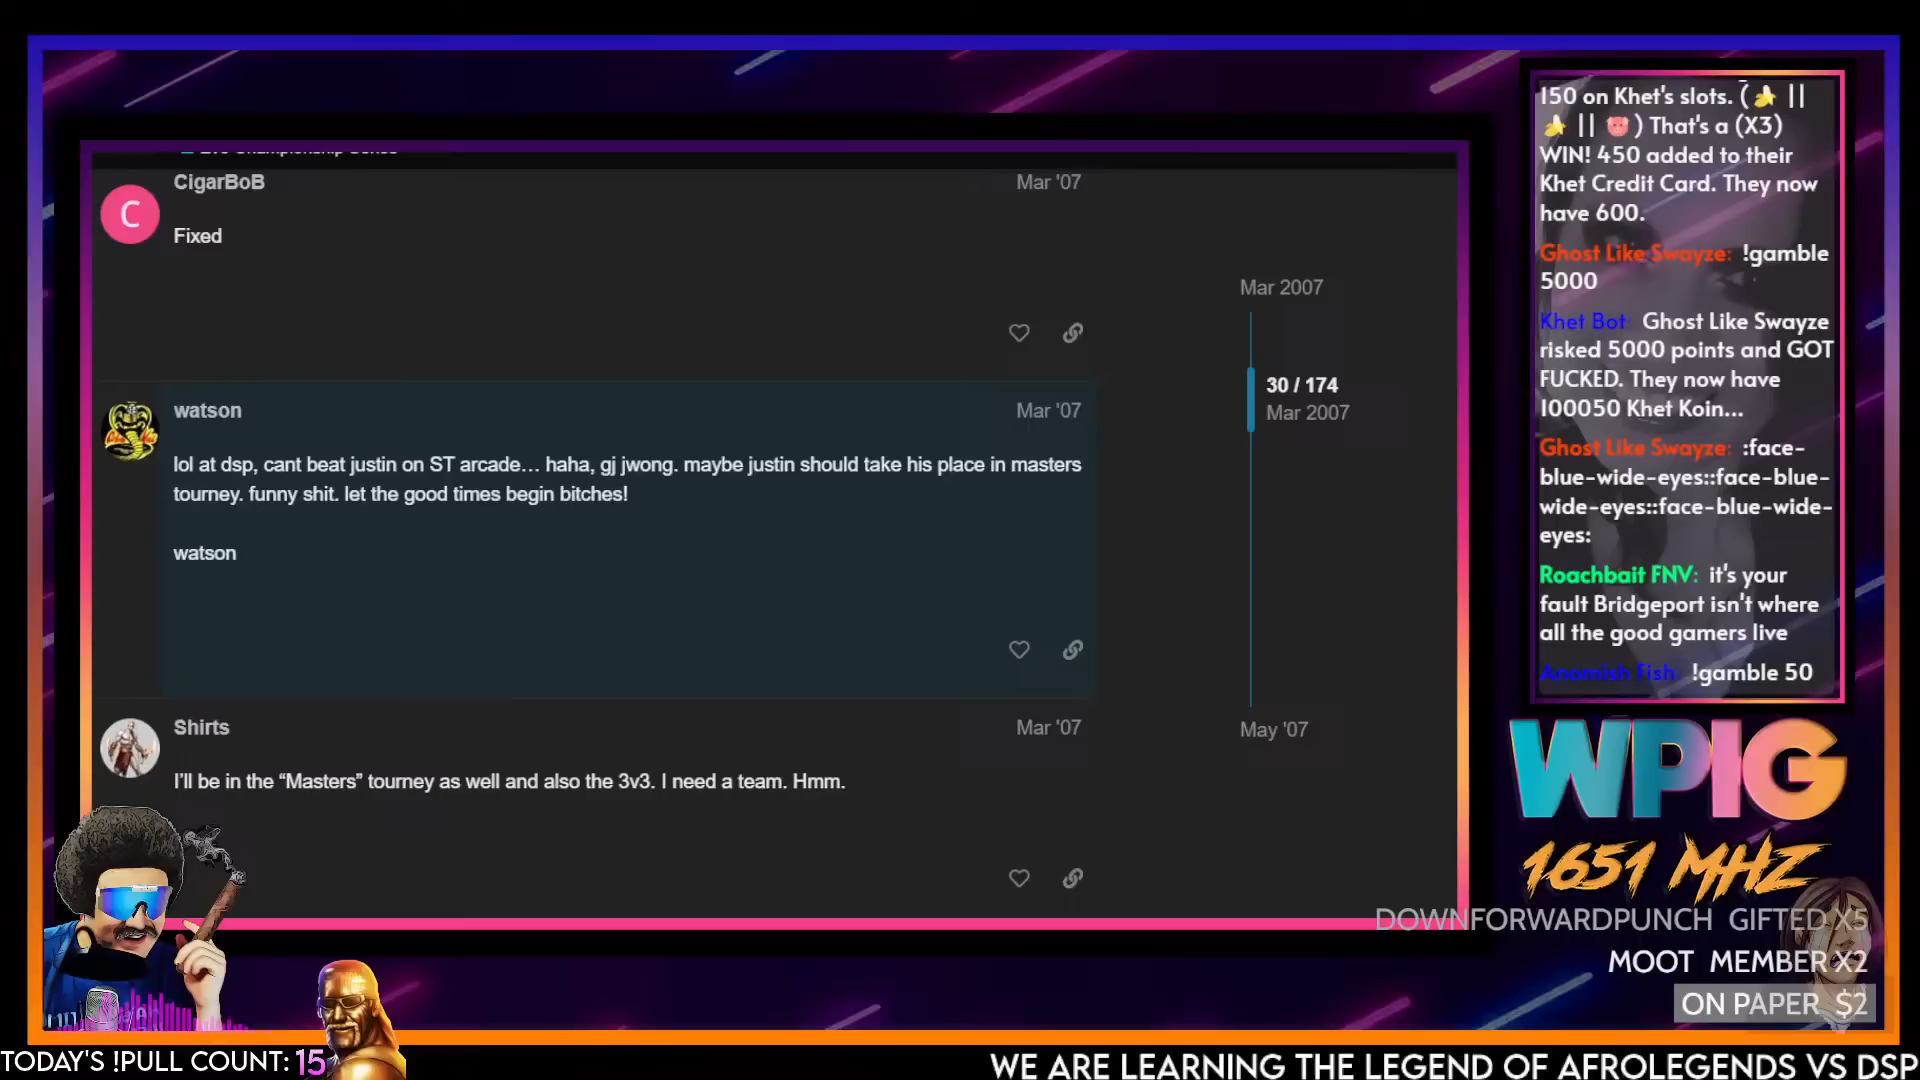 Evo Championship Series
CigarBoB
Mar '07
C
Fixed
watson
Mar '07
lol at dsp, cant beat justin on ST arcade… haha, gj jwong. maybe justin should take his place in masters
tourney. funny shit. let the good times begin bitches!
watson
Shirts
Mar '07
I'll be in the “Masters” tourney as well and also the 3v3. I need a team. Hmm.
Mar 2007
30 / 174
Mar 2007
May '07
150 on Khet's slots. (🍌 ||
🍌 || 🐷) That's a (X3)
WIN! 450 added to their
Khet Credit Card. They now
have 600.
Ghost Like Swayze: !gamble
5000
Khet Bot: Ghost Like Swayze
risked 5000 points and GOT
FUCKED. They now have
100050 Khet Koin...
Ghost Like Swayze: :face-
blue-wide-eyes::face-blue-
wide-eyes::face-blue-wide-
eyes:
Roachbait FNV: it's your
fault Bridgeport isn't where
all the good gamers live
Anomish Fish: !gamble 50
WPIG
1651 MHZ
DOWNFORWARDPUNCH GIFTED X5
MOOT MEMBER X2
ON PAPER $2
TODAY'S !PULL COUNT: 15
WE ARE LEARNING THE LEGEND OF AFROLEGENDS VS DSP